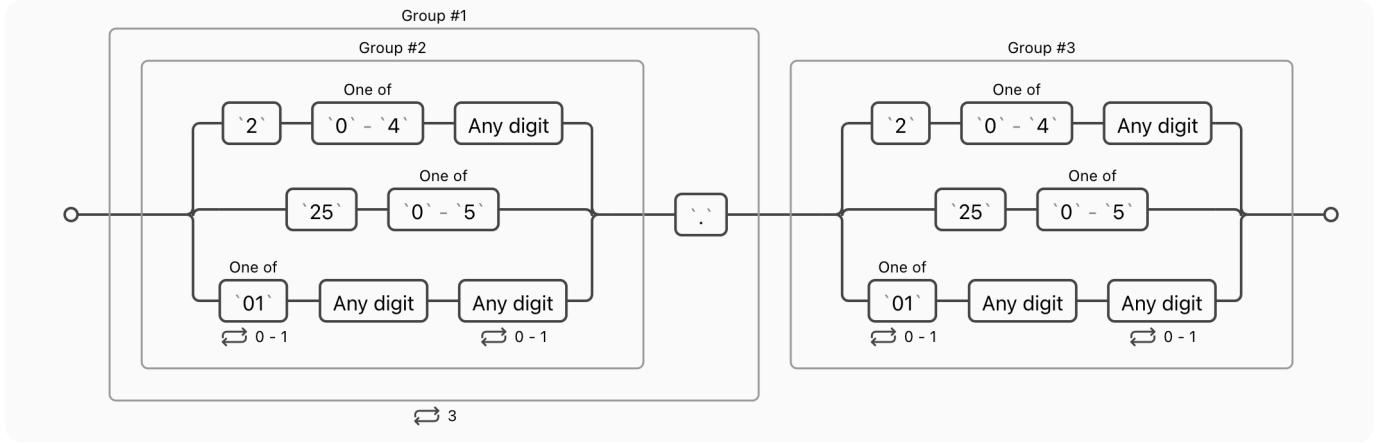 Group #1
Group #2
Group #3
One of
One of
`2` `0` - `4` Any digit
`2` `0` - `4` Any digit
One of
One of
`25` `0` - `5`
`.`
`25` `0` - `5`
One of
One of
`01` Any digit Any digit
`01` Any digit Any digit
0 - 1 0 - 1
0 - 1 0 - 1
3